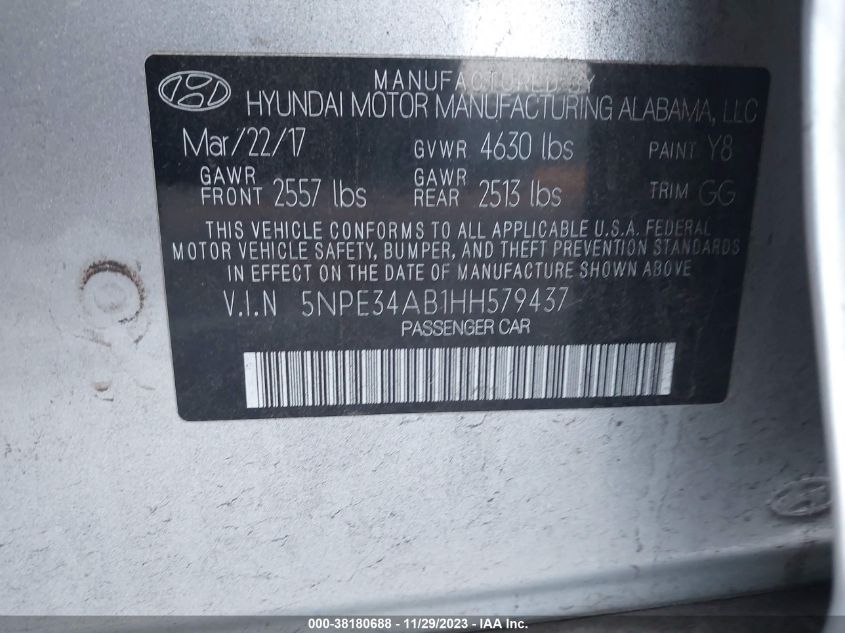 MANUFACTURED BY
HYUNDAI MOTOR MANUFACTURING ALABAMA, LLC
Mar/22/17 GVWR 4630 lbs PAINT Y8
GAWR FRONT 2557 lbs GAWR REAR 2513 lbs TRIM GG
THIS VEHICLE CONFORMS TO ALL APPLICABLE U.S.A. FEDERAL
MOTOR VEHICLE SAFETY, BUMPER, AND THEFT PREVENTION STANDARDS
IN EFFECT ON THE DATE OF MANUFACTURE SHOWN ABOVE
V.I.N 5NPE34AB1HH579437
PASSENGER CAR
000-38180688 - 11/29/2023 - IAA Inc.